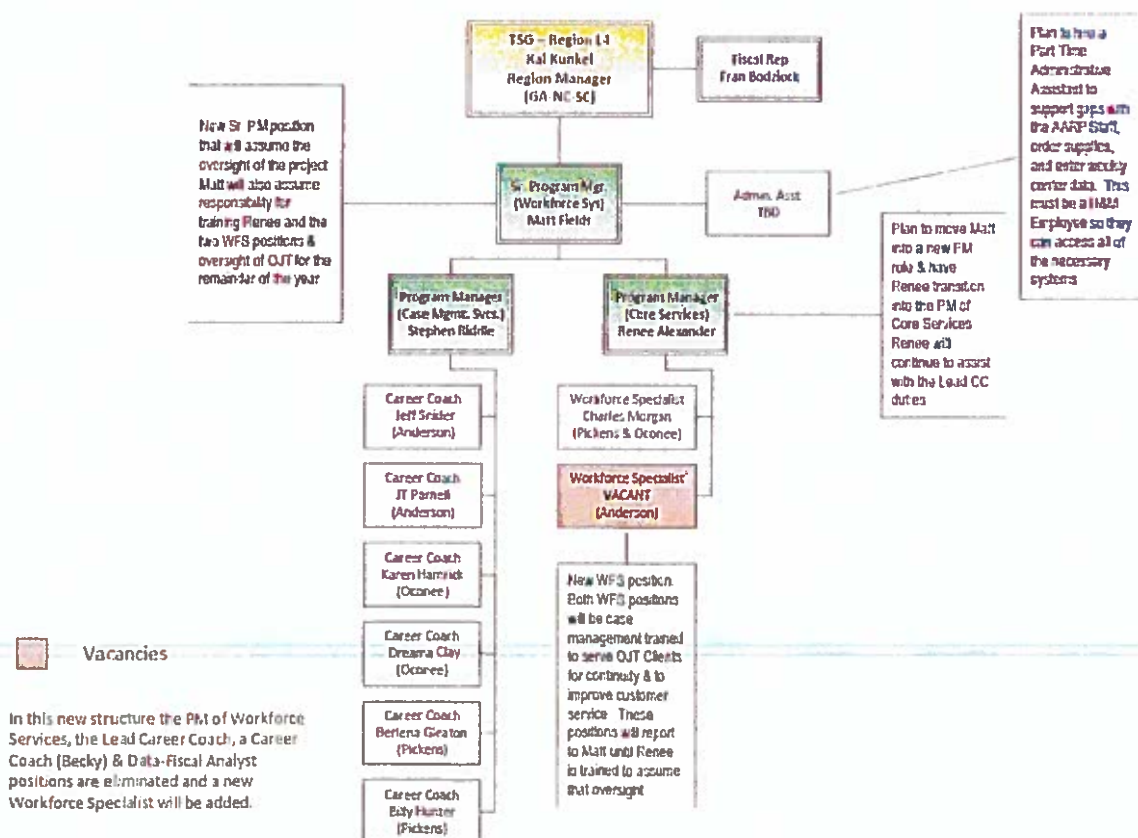 TSG – Region L4
Kal Kunkel
Region Manager
(GA-NC-SC)
Fiscal Rep
Fran Bodzlock
Plan to hire a
Part Time
Administrative
Assistant to
support gaps with
the AARP Staff,
order supplies,
and enter weekly
center data. This
must be a
Employee so they
can access all of
the necessary
systems
New Sr. PM position
that will assume the
oversight of the project
Matt will also assume
responsibility for
training Renee and the
two WFS positions &
oversight of OJT for the
remainder of the year
Sr. Program Mgr.
(Workforce Sys)
Matt Fields
Admin. Asst
TBD
Plan to move Matt
into a new PM
role & have
Renee transition
into the PM of
Core Services
Renee will
continue to assist
with the Lead CC
duties
Program Manager
(Case Mgmt. Svcs.)
Stephen Riddle
Program Manager
(Core Services)
Renee Alexander
Career Coach
Jeff Snider
(Anderson)
Workforce Specialist
Charles Morgan
(Pickens & Oconee)
Career Coach
JT Parnell
(Anderson)
Workforce Specialist
VACANT
(Anderson)
Career Coach
Karen Hamrick
(Oconee)
New WFS position.
Both WFS positions
will be case
management trained
to serve OJT Clients
for continuity & to
improve customer
service. These
positions will report
to Matt until Renee
is trained to assume
that oversight
Career Coach
Dreama Clay
(Oconee)
Career Coach
Gleaton
(Pickens)
Career Coach
Billy Hunter
(Pickens)
Vacancies
In this new structure the PM of Workforce
Services, the Lead Career Coach, a Career
Coach (Becky) & Data-Fiscal Analyst
positions are eliminated and a new
Workforce Specialist will be added.